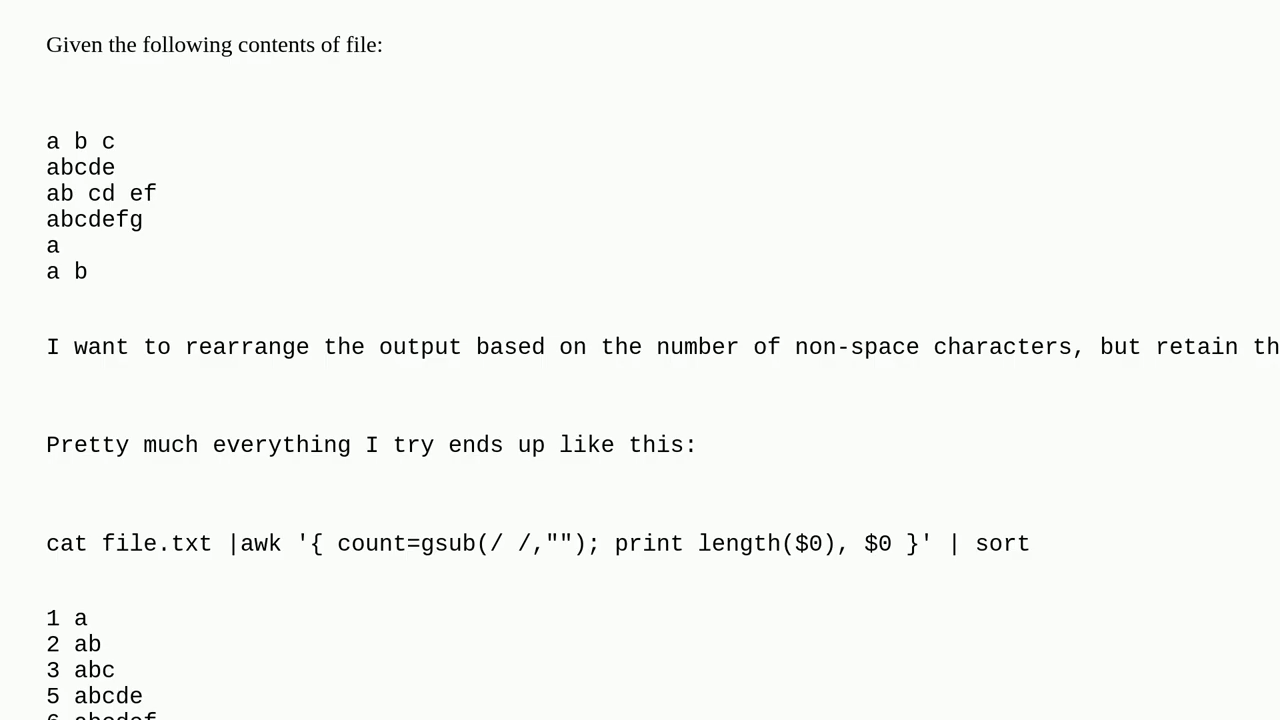 Given the following contents of file:
a b c
abcde
ab cd ef
abcdefg
a
a b
I want to rearrange the output based on the number of non-space characters, but retain th
Pretty much everything I try ends up like this:
cat file.txt |awk '{ count=gsub(/ /,""); print length($0), $0 }' | sort
1 a
2 ab
3 abc
5 abcde
6 abcdef